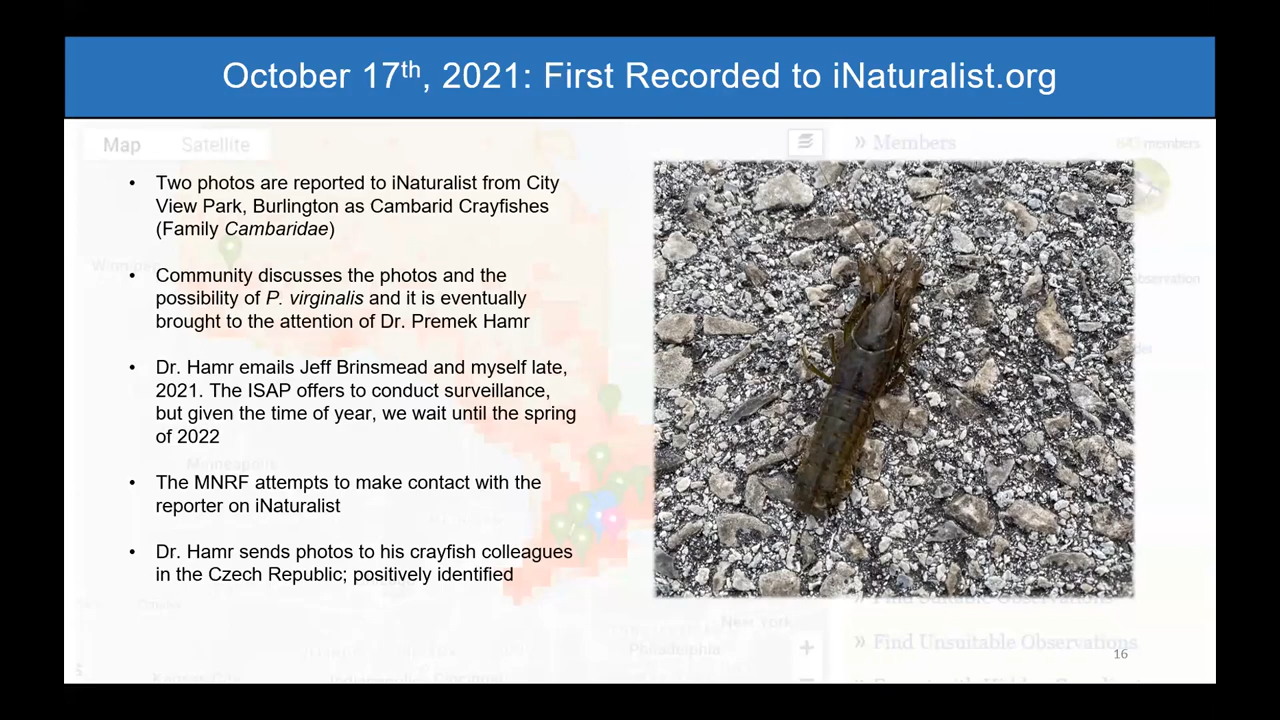 October 17th, 2021: First Recorded to iNaturalist.org
Map Satellite
» Members
843 members
• Two photos are reported to iNaturalist from City
View Park, Burlington as Cambarid Crayfishes
(Family Cambaridae)
• Community discusses the photos and the
possibility of P. virginalis and it is eventually
brought to the attention of Dr. Premek Hamr
• Dr. Hamr emails Jeff Brinsmead and myself late,
2021. The ISAP offers to conduct surveillance,
but given the time of year, we wait until the spring
of 2022
Minneapolis
• The MNRF attempts to make contact with the
reporter on iNaturalist
• Dr. Hamr sends photos to his crayfish colleagues
in the Czech Republic; positively identified
New York
Philadelphia
» Find Unsuitable Observations
16